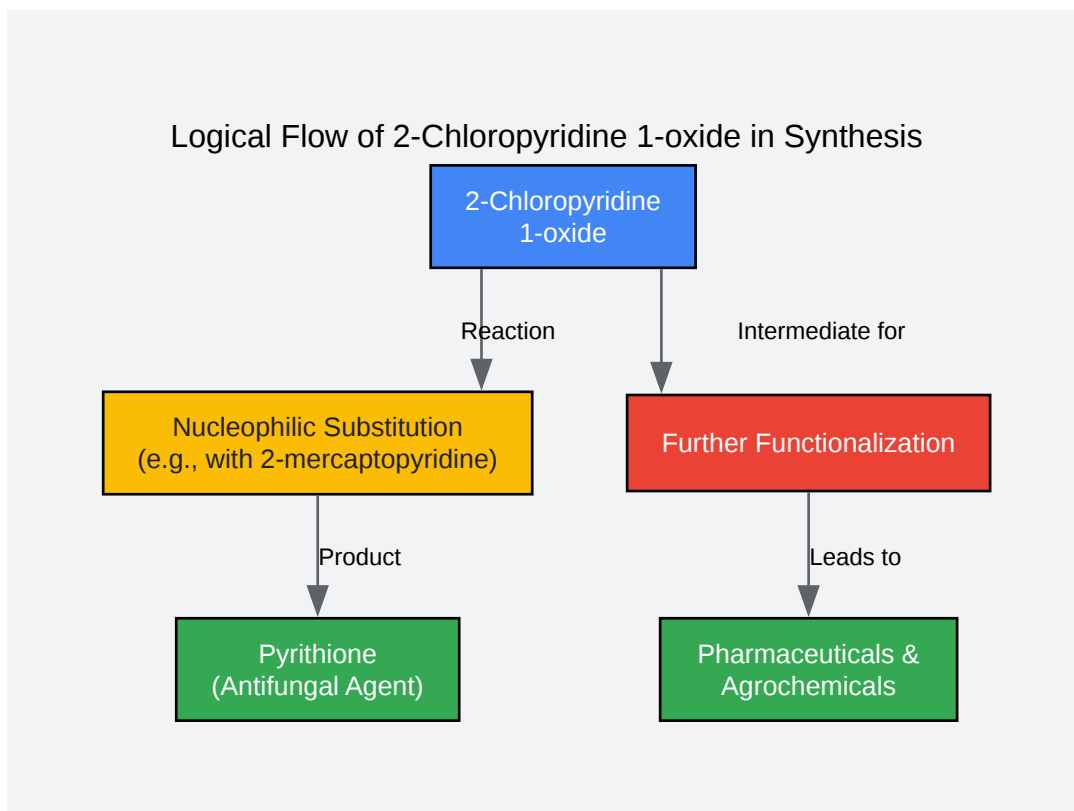 Logical Flow of 2-Chloropyridine 1-oxide in Synthesis
2-Chloropyridine
1-oxide
Reaction
Intermediate for
Nucleophilic Substitution
(e.g., with 2-mercaptopyridine)
Further Functionalization
Product
Leads to
Pyrithione
(Antifungal Agent)
Pharmaceuticals &
Agrochemicals